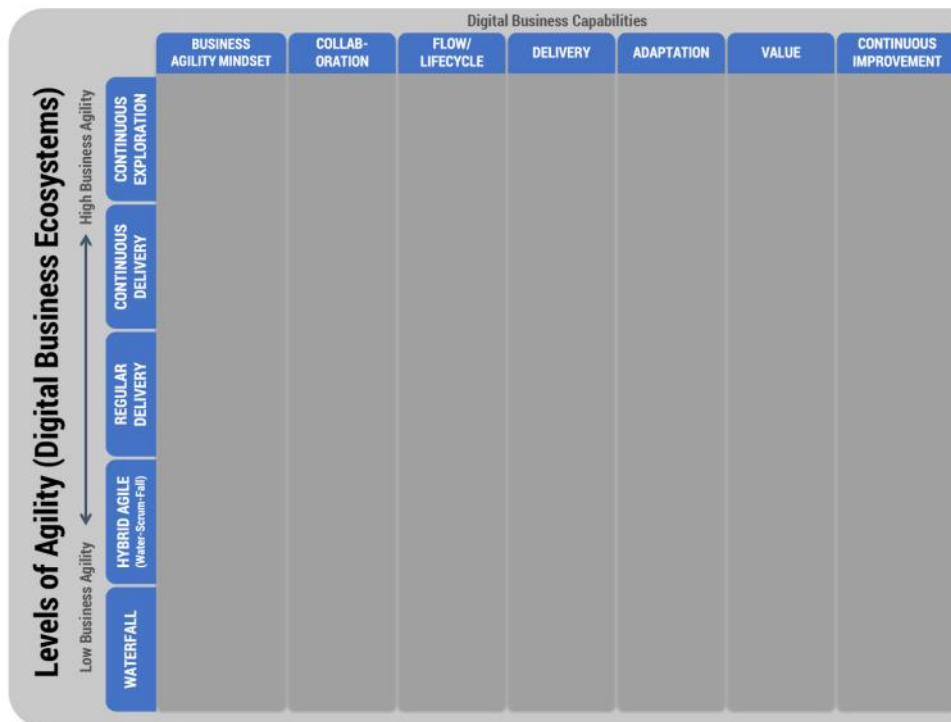 Digital Business Capabilities
BUSINESS
AGILITY MINDSET
COLLAB-
ORATION
FLOW/
LIFECYCLE
DELIVERY
ADAPTATION
VALUE
CONTINUOUS
IMPROVEMENT
Levels of Agility (Digital Business Ecosystems)
High Business Agility
Low Business Agility
CONTINUOUS
EXPLORATION
CONTINUOUS
DELIVERY
REGULAR
DELIVERY
HYBRID AGILE
(Water-Scrum-Fall)
WATERFALL